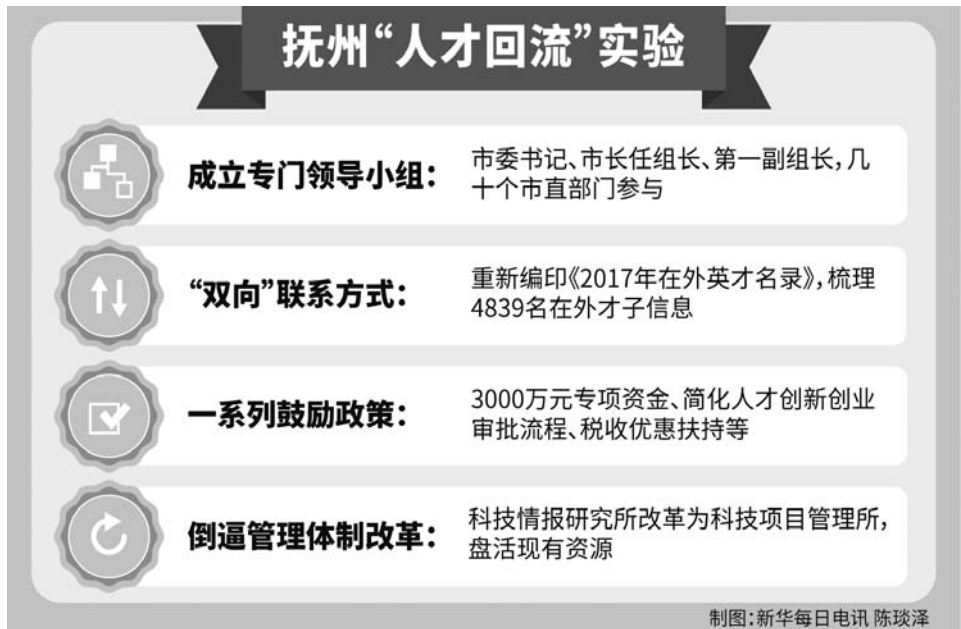 抚州“人才回流”实验
成立专门领导小组：
市委书记、市长任组长、第一副组长，几
十个市直部门参与
“双向”联系方式：
重新编印《2017年在外英才名录》，梳理
4839名在外才子信息
一系列鼓励政策：
3000万元专项资金、简化人才创新创业
审批流程、税收优惠扶持等
倒逼管理体制改革：
科技情报研究所改革为科技项目管理所，
盘活现有资源
制图：新华每日电讯 陈琰泽